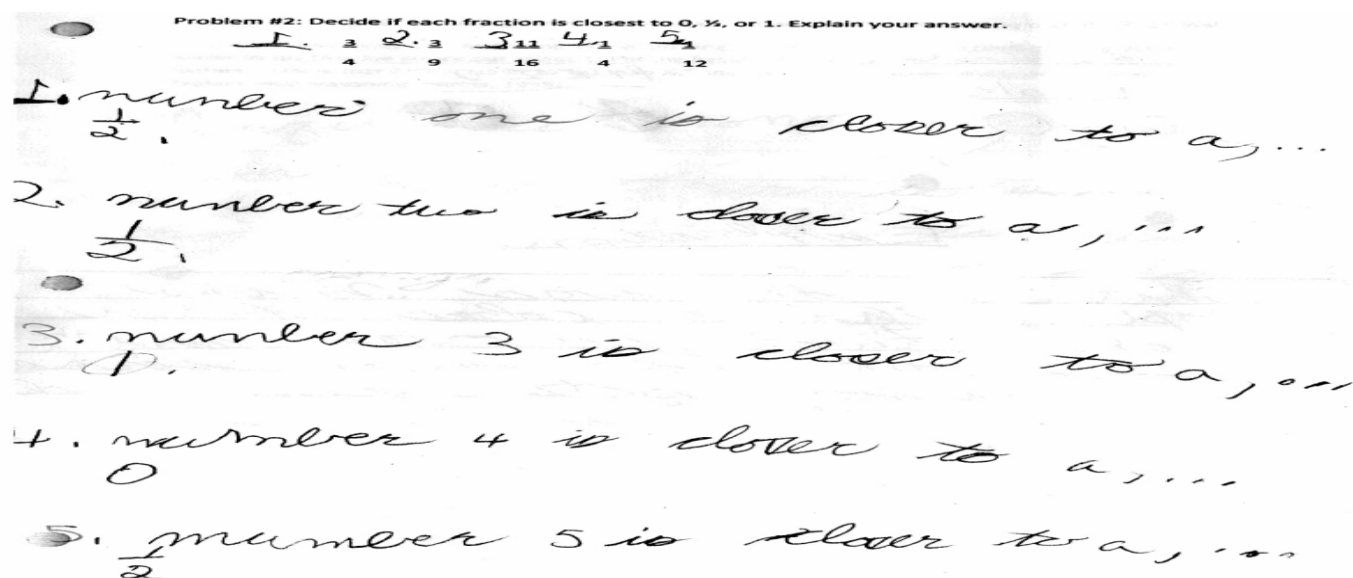 Problem #2: Decide if each fraction is closest to 0, ½, or 1. Explain your answer.
1. 3/4 2. 3/9 3 11/16 4. 1/4 5. /12
1. number one is closer to a,...
1/2.
2. number two is closer to a,...
1/2.
3. number 3 is closer to a,...
1.
4. number 4 is closer to a,...
0
5. number 5 is closer to a,...
1/2